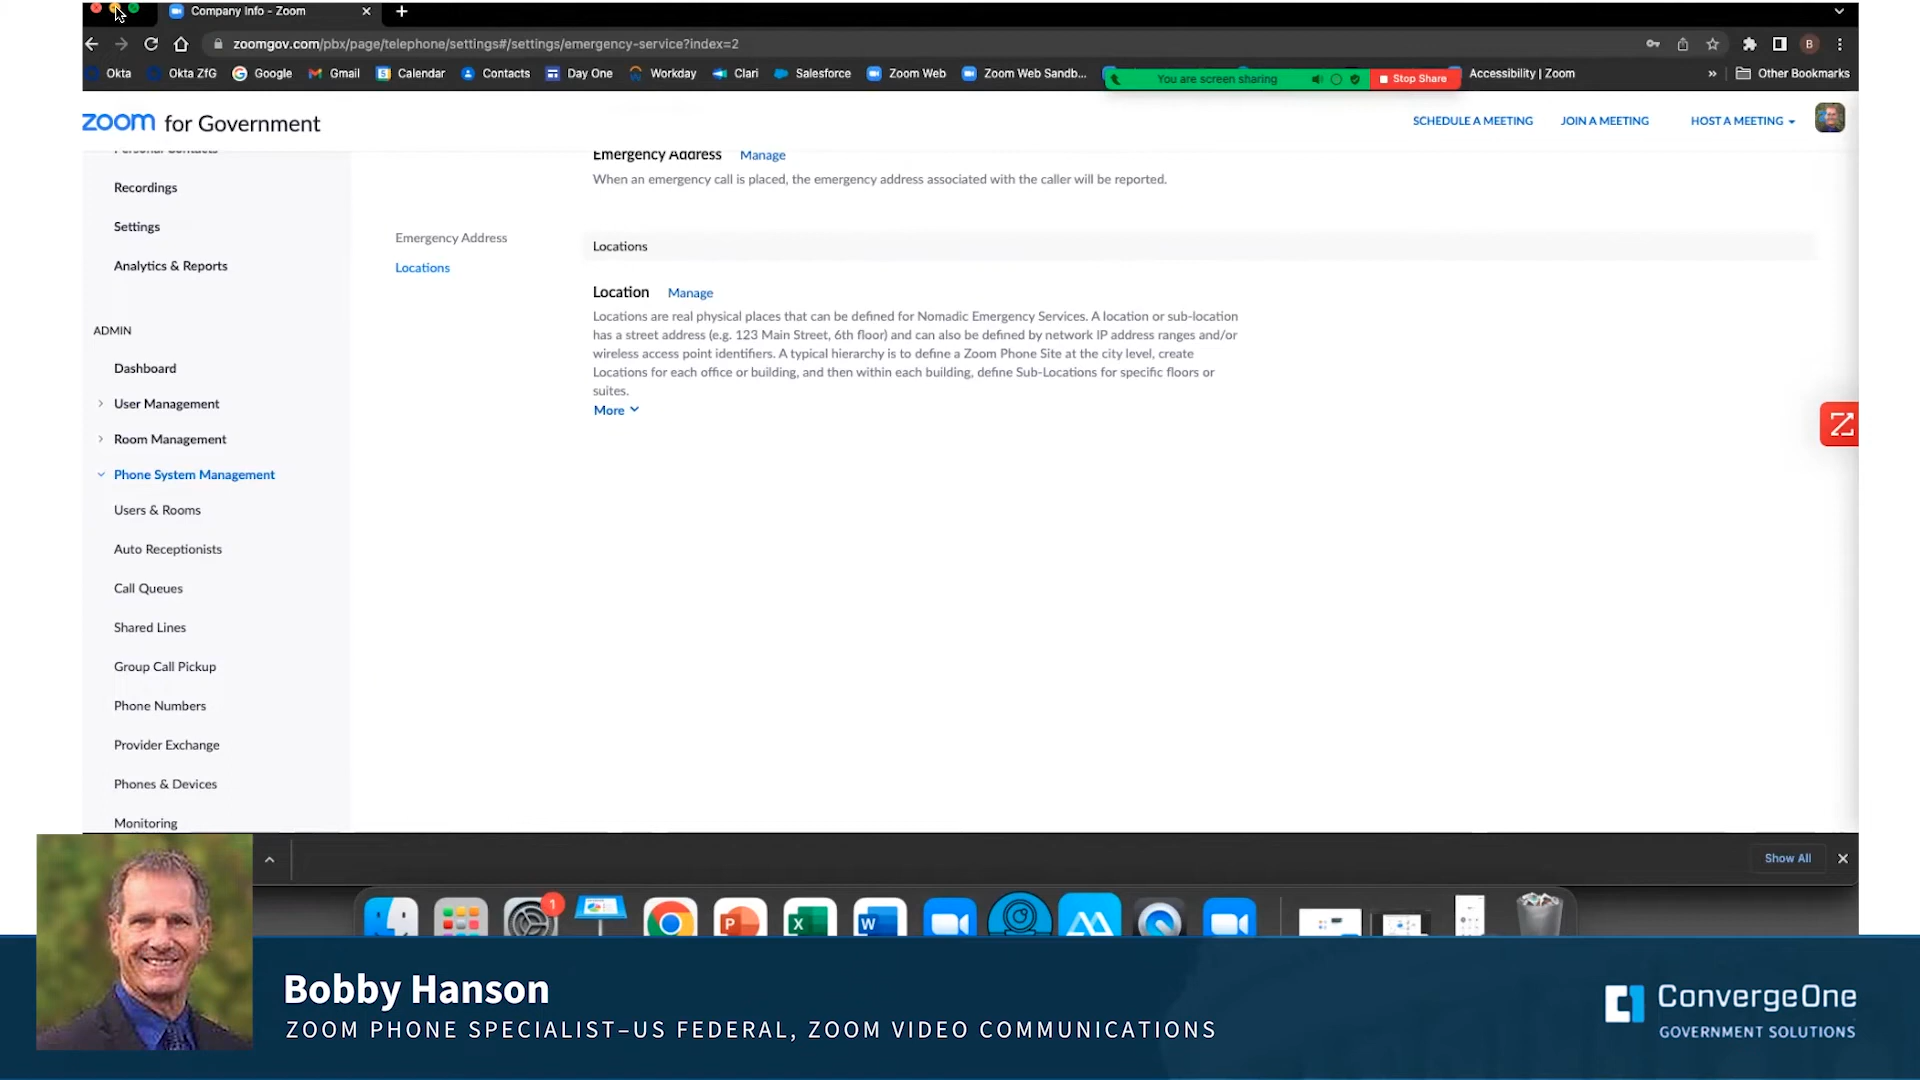 Company Info - Zoom
zoomgov.com/pbx/page/telephone/settings#/settings/emergency-service?index=2
B
Okta
Okta ZfG
Google
Gmail
Calendar
Contacts
Day One
Workday
Clari
Salesforce
Zoom Web
Zoom Web Sandb...
You are screen sharing
Stop Share
Accessibility | Zoom
»
Other Bookmarks
zoom for Government
SCHEDULE A MEETING
JOIN A MEETING
HOST A MEETING
Personal Contacts
Recordings
Settings
Analytics & Reports
ADMIN
Dashboard
User Management
Room Management
Phone System Management
Users & Rooms
Auto Receptionists
Call Queues
Shared Lines
Group Call Pickup
Phone Numbers
Provider Exchange
Phones & Devices
Monitoring
Emergency Address
Locations
Emergency Address Manage
When an emergency call is placed, the emergency address associated with the caller will be reported.
Locations
Location Manage
Locations are real physical places that can be defined for Nomadic Emergency Services. A location or sub-location
has a street address (e.g. 123 Main Street, 6th floor) and can also be defined by network IP address ranges and/or
wireless access point identifiers. A typical hierarchy is to define a Zoom Phone Site at the city level, create
Locations for each office or building, and then within each building, define Sub-Locations for specific floors or
suites.
More
Show All
1
P
X
W
Bobby Hanson
ZOOM PHONE SPECIALIST–US FEDERAL, ZOOM VIDEO COMMUNICATIONS
ConvergeOne
GOVERNMENT SOLUTIONS